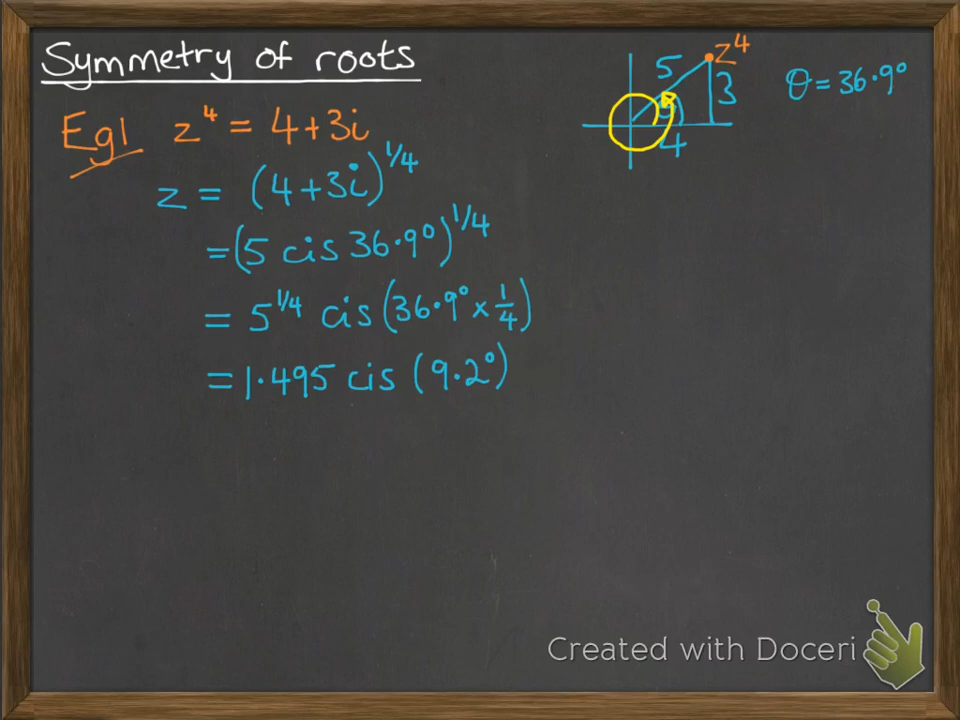 Symmetry of roots
Eg1 z⁴ = 4+3i
z = (4+3i)^1/4
= (5 cis 36.9°)^1/4
= 5^1/4 cis (36.9° × 1/4)
= 1.495 cis (9.2°)
z⁴
5
3
θ
4
θ = 36.9°
Created with Doceri